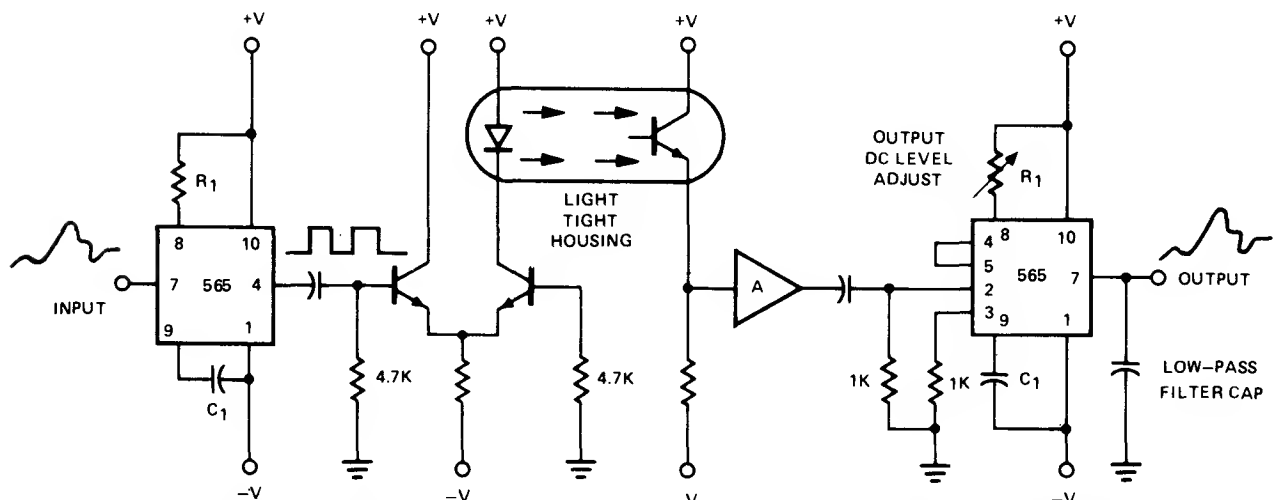 +V
+V
+V
+V
+V
R1
8
10
7
565
4
9
1
INPUT
C1
-V
4.7K
-V
4.7K
LIGHT
TIGHT
HOUSING
A
V
OUTPUT
DC LEVEL
ADJUST
R1
8
10
4
5
565
7
2
3
9
1
OUTPUT
1K
1K
C1
LOW-PASS
FILTER CAP
-V